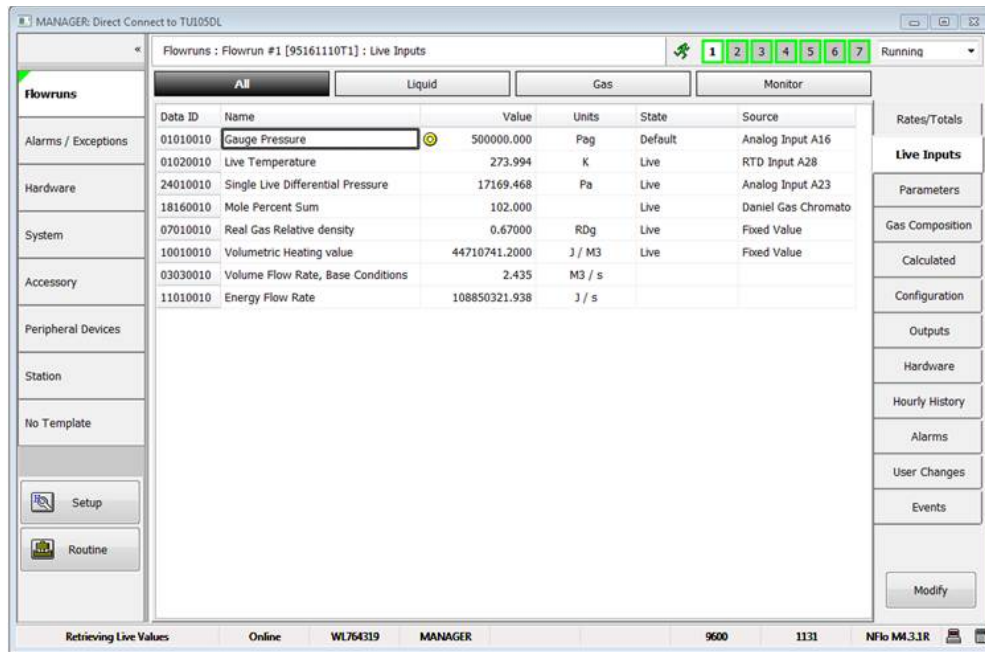 MANAGER: Direct Connect to TU105DL
«
Flowruns : Flowrun #1 [95161110T1] : Live Inputs
1 2 3 4 5 6 7 Running
Flowruns
Alarms / Exceptions
Hardware
System
Accessory
Peripheral Devices
Station
No Template
Setup
Routine
All Liquid Gas Monitor
Data ID Name Value Units State Source
01010010 Gauge Pressure 500000.000 Pag Default Analog Input A16
01020010 Live Temperature 273.994 K Live RTD Input A28
24010010 Single Live Differential Pressure 17169.468 Pa Live Analog Input A23
18160010 Mole Percent Sum 102.000 Live Daniel Gas Chromato
07010010 Real Gas Relative density 0.67000 RDg Live Fixed Value
10010010 Volumetric Heating value 44710741.2000 J / M3 Live Fixed Value
03030010 Volume Flow Rate, Base Conditions 2.435 M3 / s
11010010 Energy Flow Rate 108850321.938 J / s
Rates/Totals
Live Inputs
Parameters
Gas Composition
Calculated
Configuration
Outputs
Hardware
Hourly History
Alarms
User Changes
Events
Modify
Retrieving Live Values Online WL764319 MANAGER 9600 1131 NFlo M4.3.1R